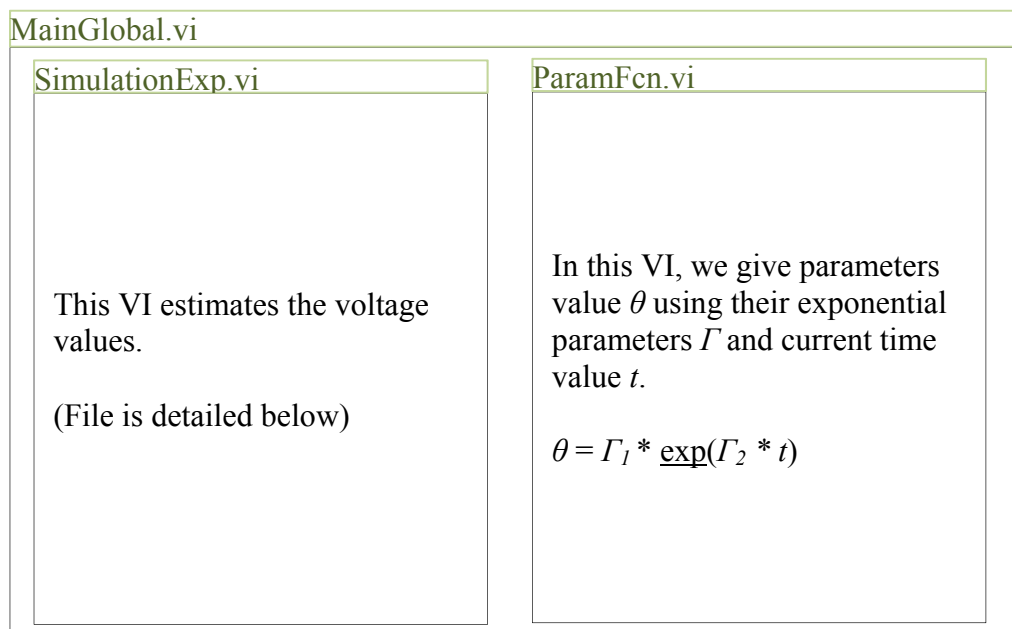 MainGlobal.vi
SimulationExp.vi
This VI estimates the voltage
values.
(File is detailed below)
ParamFcn.vi
In this VI, we give parameters
value θ using their exponential
parameters Γ and current time
value t.
θ = Γ₁ * exp(Γ₂ * t)